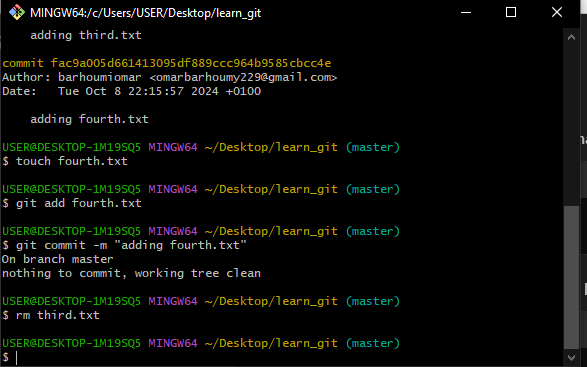 MINGW64:/c/Users/USER/Desktop/learn_git
adding third.txt
commit fac9a005d661413095df889ccc964b9585cbcc4e
Author: barhoumiomar <omarbarhoumy229@gmail.com>
Date:   Tue Oct 8 22:15:57 2024 +0100
adding fourth.txt
USER@DESKTOP-1M19SQ5 MINGW64 ~/Desktop/learn_git (master)
$ touch fourth.txt
USER@DESKTOP-1M19SQ5 MINGW64 ~/Desktop/learn_git (master)
$ git add fourth.txt
USER@DESKTOP-1M19SQ5 MINGW64 ~/Desktop/learn_git (master)
$ git commit -m "adding fourth.txt"
On branch master
nothing to commit, working tree clean
USER@DESKTOP-1M19SQ5 MINGW64 ~/Desktop/learn_git (master)
$ rm third.txt
USER@DESKTOP-1M19SQ5 MINGW64 ~/Desktop/learn_git (master)
$